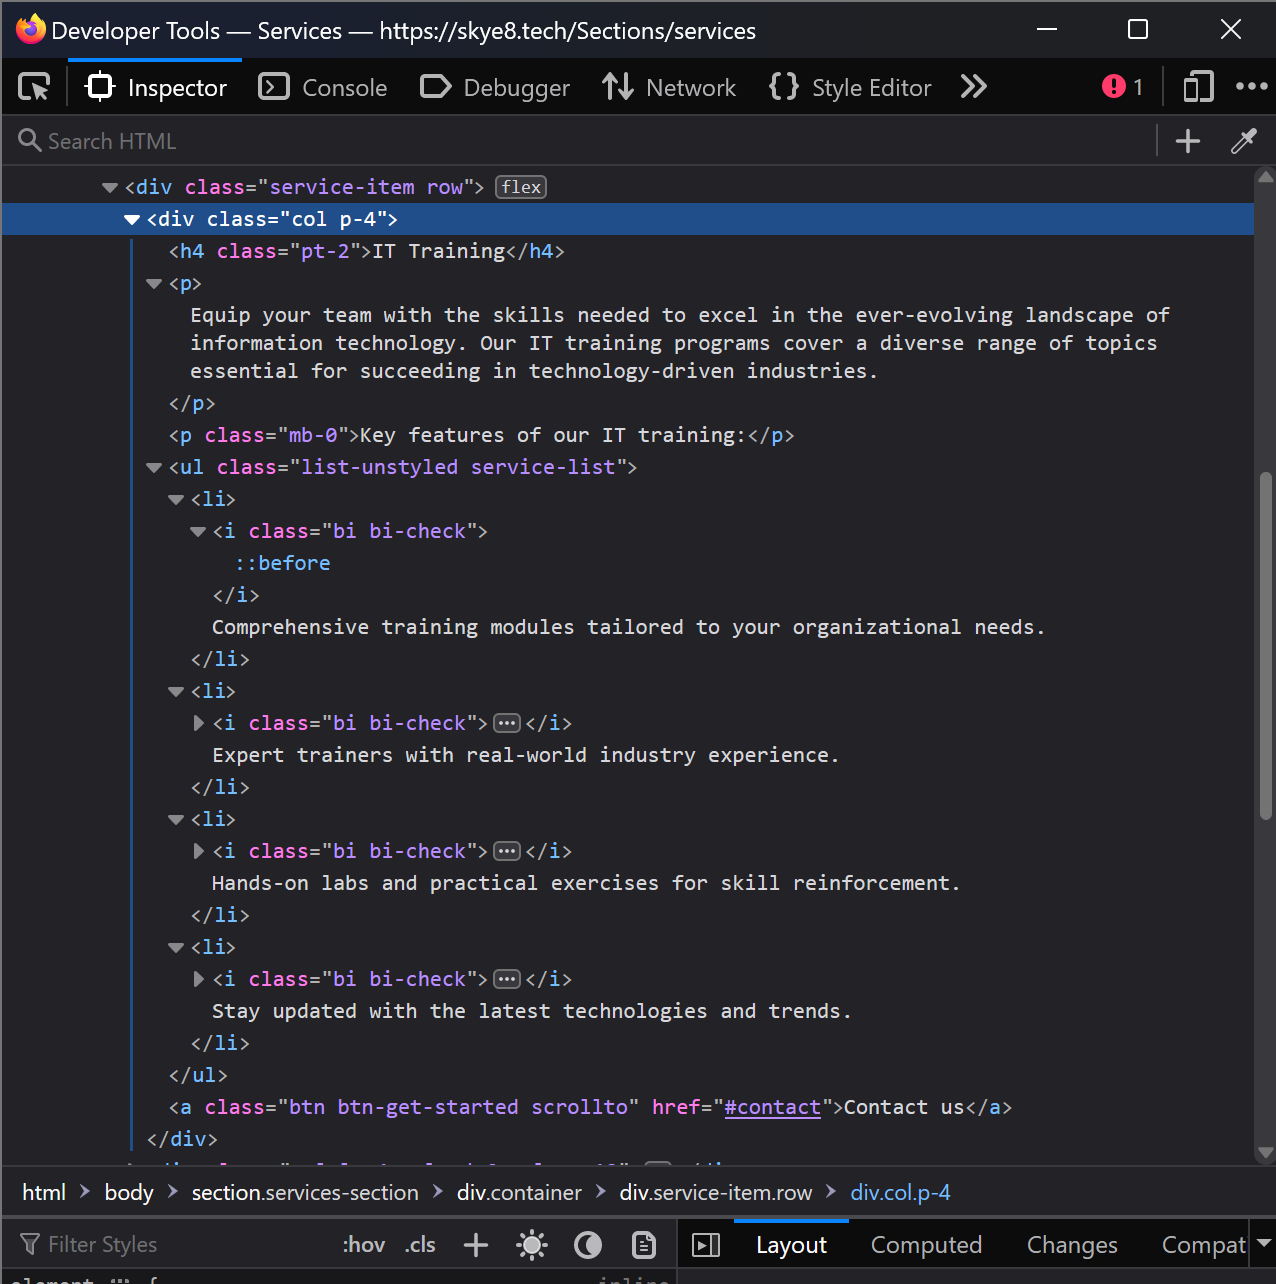 Developer Tools — Services — https://skye8.tech/Sections/services
Inspector Console Debugger Network {} Style Editor 1
Search HTML
<div class="service-item row"> flex
<div class="col p-4">
<h4 class="pt-2">IT Training</h4>
<p>
Equip your team with the skills needed to excel in the ever-evolving landscape of
information technology. Our IT training programs cover a diverse range of topics
essential for succeeding in technology-driven industries.
</p>
<p class="mb-0">Key features of our IT training:</p>
<ul class="list-unstyled service-list">
<li>
<i class="bi bi-check">
::before
</i>
Comprehensive training modules tailored to your organizational needs.
</li>
<li>
<i class="bi bi-check"></i>
Expert trainers with real-world industry experience.
</li>
<li>
<i class="bi bi-check"></i>
Hands-on labs and practical exercises for skill reinforcement.
</li>
<li>
<i class="bi bi-check"></i>
Stay updated with the latest technologies and trends.
</li>
</ul>
<a class="btn btn-get-started scrollto" href="#contact">Contact us</a>
</div>
html body section.services-section div.container div.service-item.row div.col.p-4
Filter Styles :hov .cls Layout Computed Changes Compat
element { inline